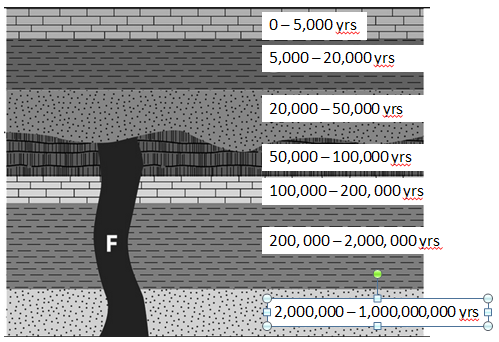 0 – 5,000 yrs
5,000 – 20,000 yrs
20,000 – 50,000 yrs
50,000 – 100,000 yrs
100,000 – 200, 000 yrs
200, 000 – 2,000, 000 yrs
F
2,000,000 – 1,000,000,000 yrs